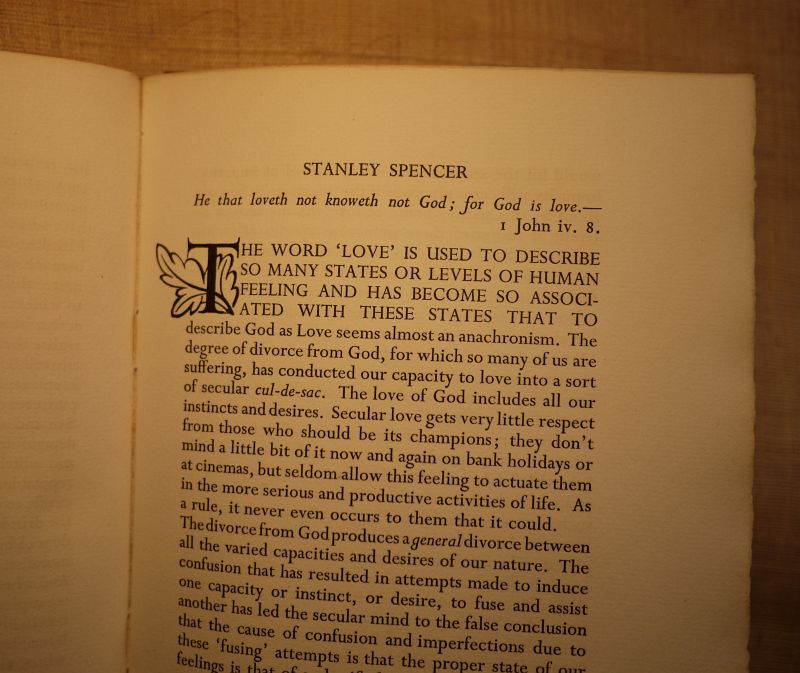 STANLEY SPENCER
He that loveth not knoweth not God; for God is love.—
1 John iv. 8.
THE WORD ‘LOVE’ IS USED TO DESCRIBE
SO MANY STATES OR LEVELS OF HUMAN
FEELING AND HAS BECOME SO ASSOCI-
ATED WITH THESE STATES THAT TO
describe God as Love seems almost an anachronism. The
degree of divorce from God, for which so many of us are
suffering, has conducted our capacity to love into a sort
of secular cul-de-sac. The love of God includes all our
instincts and desires. Secular love gets very little respect
from those who should be its champions; they don’t
mind a little bit of it now and again on bank holidays or
at cinemas, but seldom allow this feeling to actuate them
in the more serious and productive activities of life. As
a rule, it never even occurs to them that it could.
The divorce from God produces a general divorce between
all the varied capacities and desires of our nature. The
confusion that has resulted in attempts made to induce
one capacity or instinct, or desire, to fuse and assist
another has led the secular mind to the false conclusion
that the cause of confusion and imperfections due to
these ‘fusing’ attempts is that the proper state of our
feelings is that of